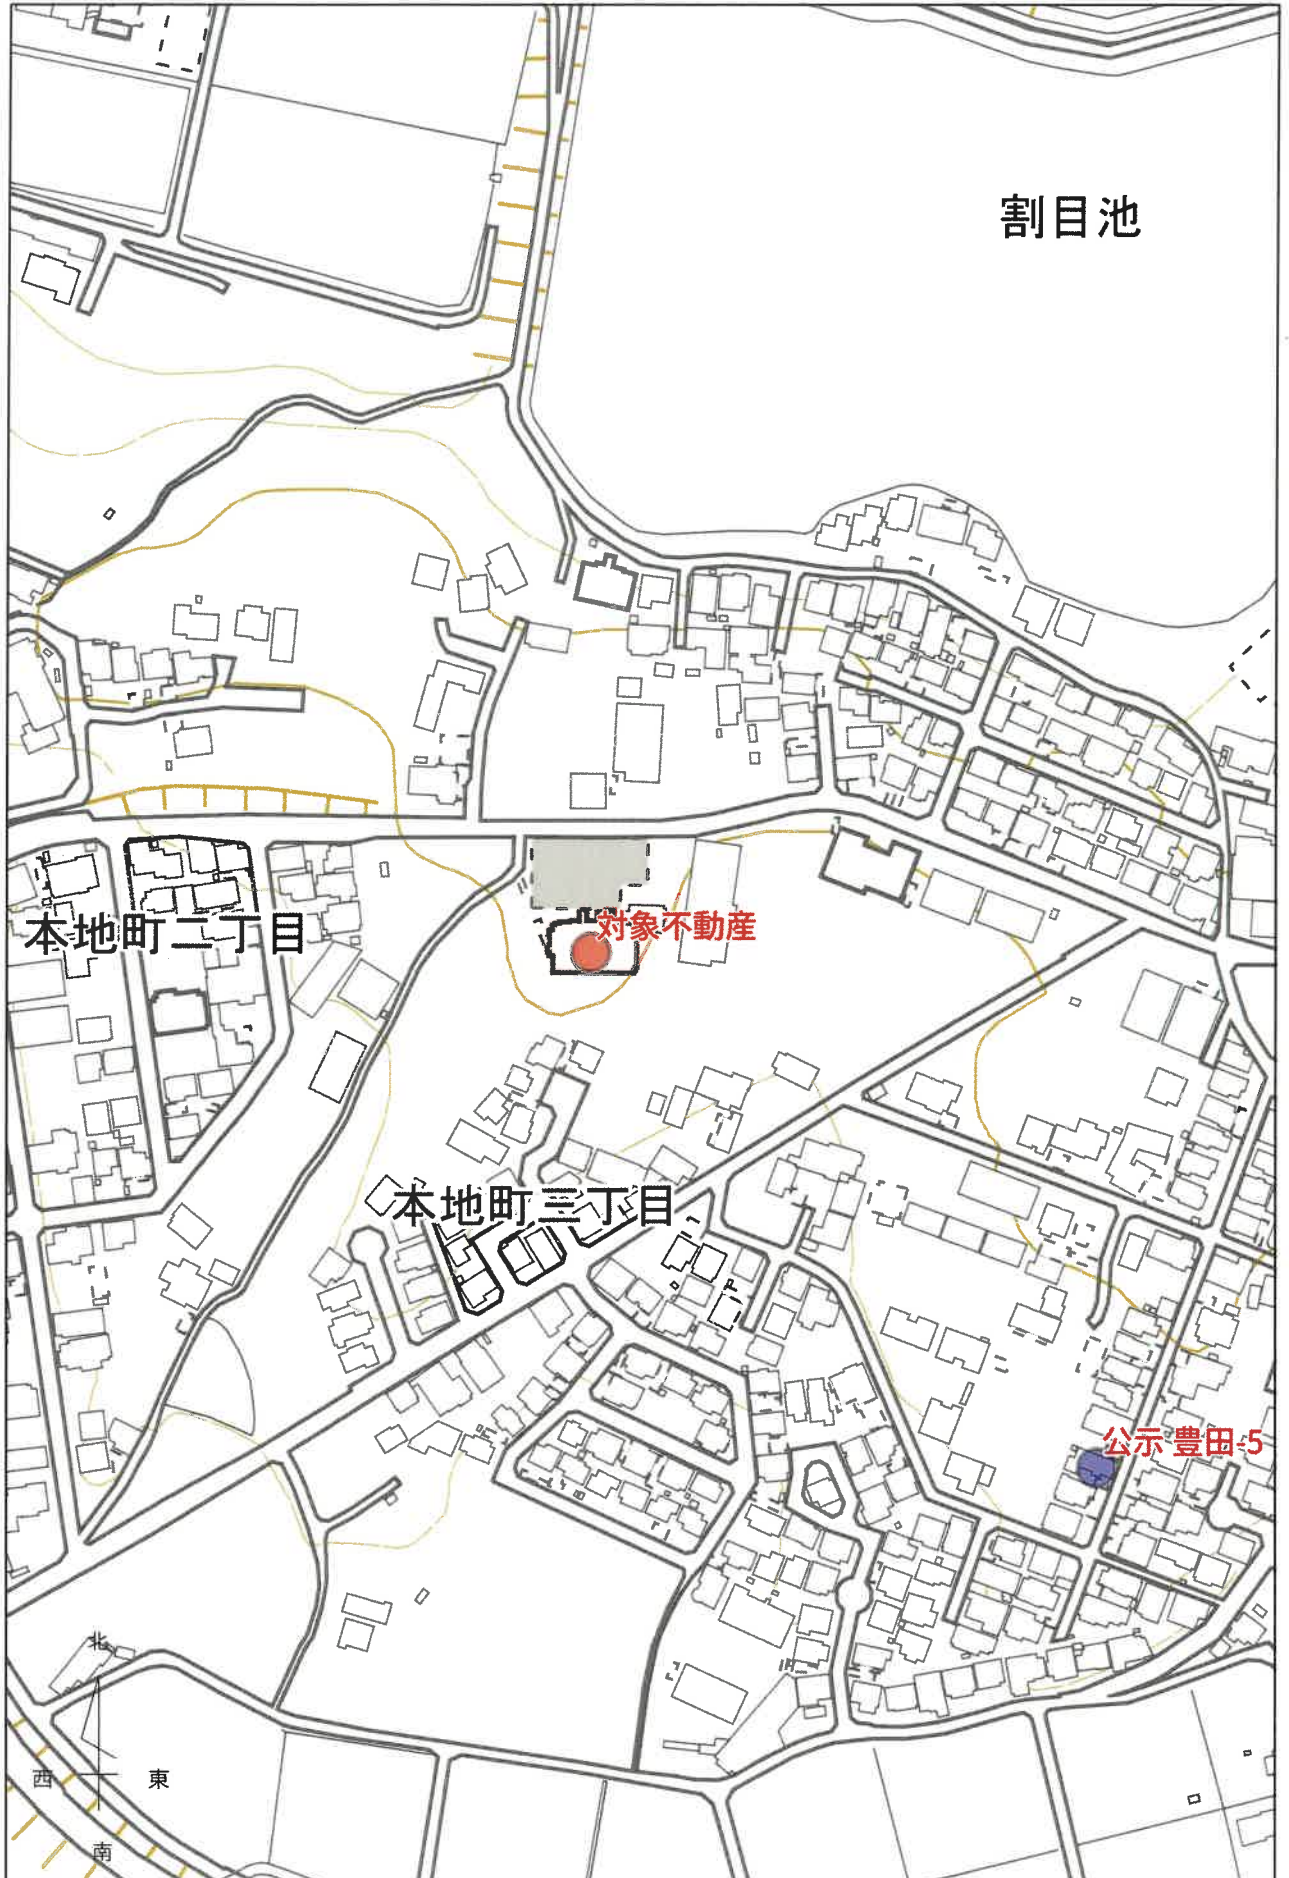 割目池
対象不動産
本地町二丁目
本地町三丁目
公示 豊田-5
北
西
東
南